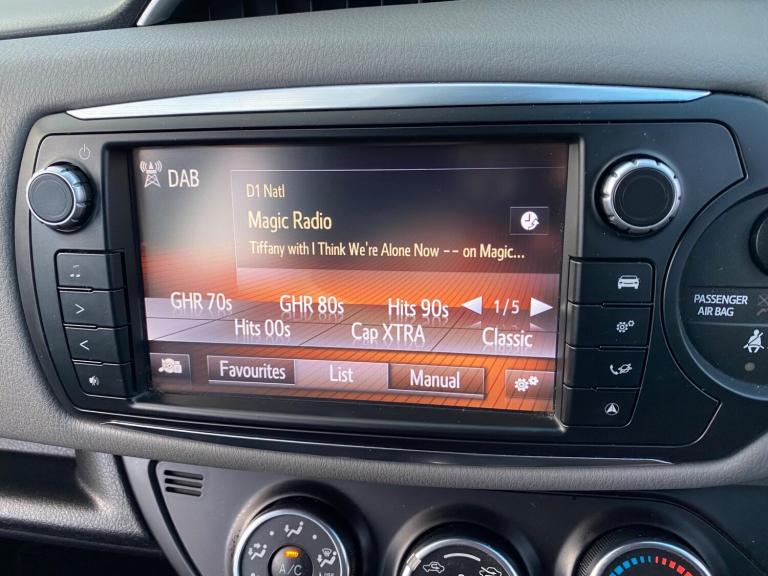 DAB
D1 Natl
Magic Radio
Tiffany with I Think We're Alone Now -- on Magic...
GHR 70s GHR 80s Hits 90s 1/5
Hits 00s Cap XTRA Classic
Favourites List Manual
PASSENGER
AIR BAG
A/C